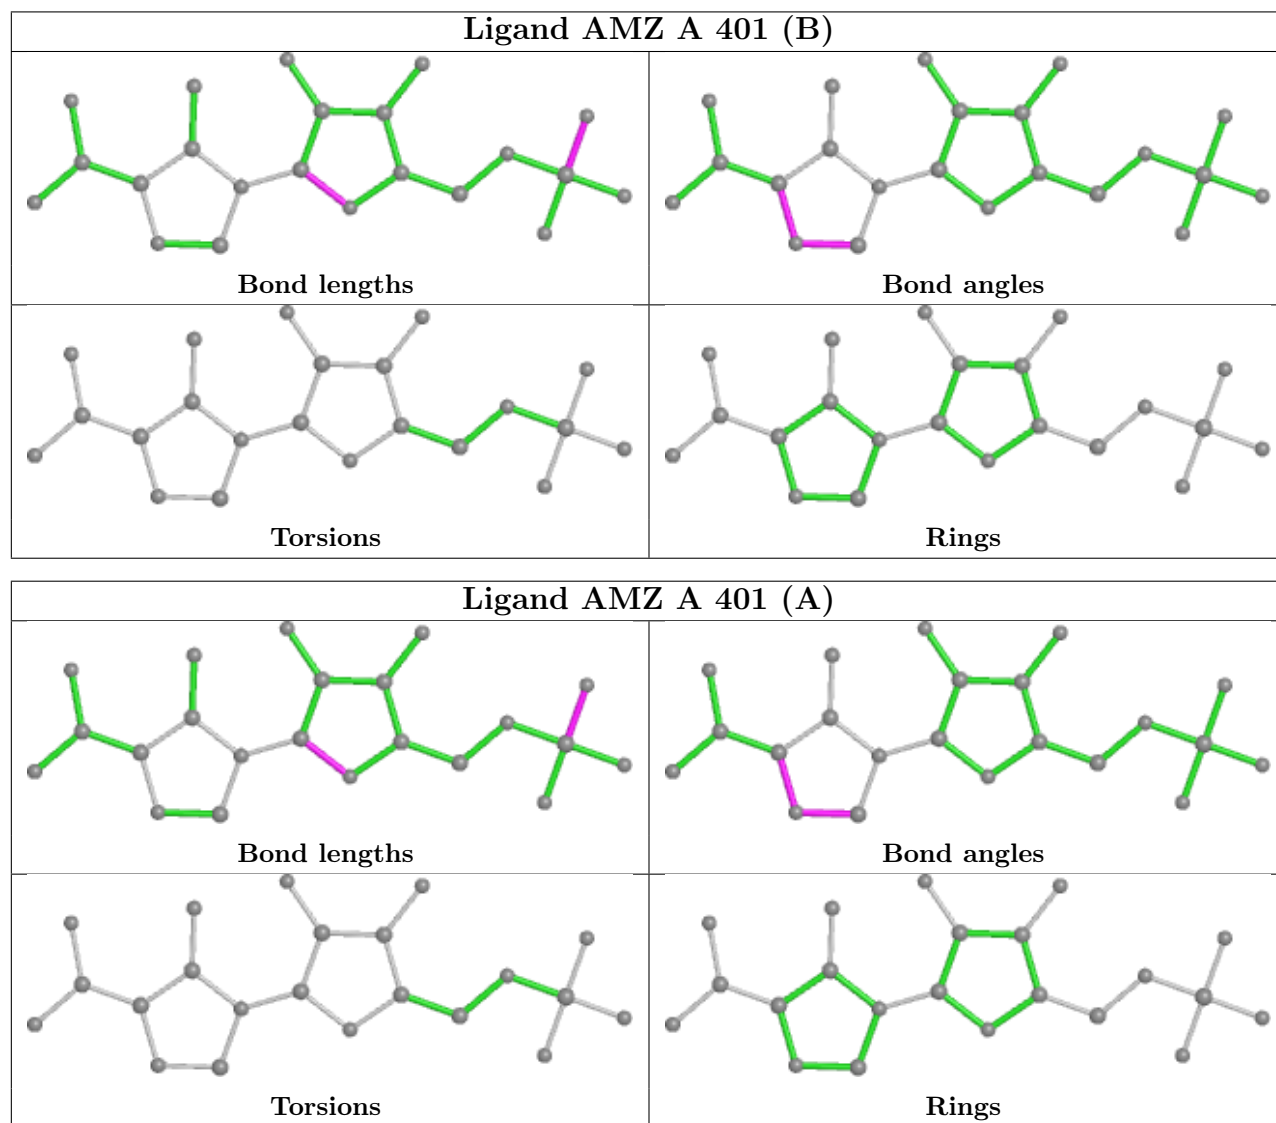 Ligand AMZ A 401 (B)
Bond lengths
Bond angles
Torsions
Rings
Ligand AMZ A 401 (A)
Bond lengths
Bond angles
Torsions
Rings